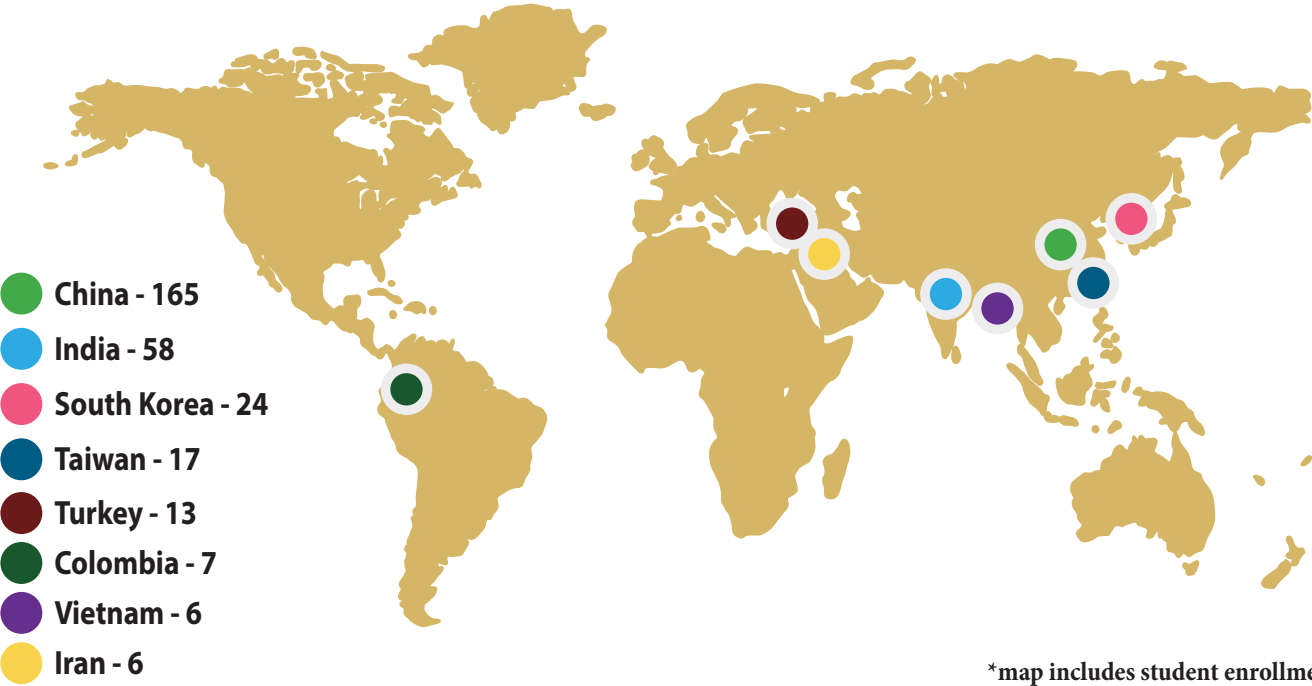 China - 165
India - 58
South Korea - 24
Taiwan - 17
Turkey - 13
Colombia - 7
Vietnam - 6
Iran - 6
*map includes student